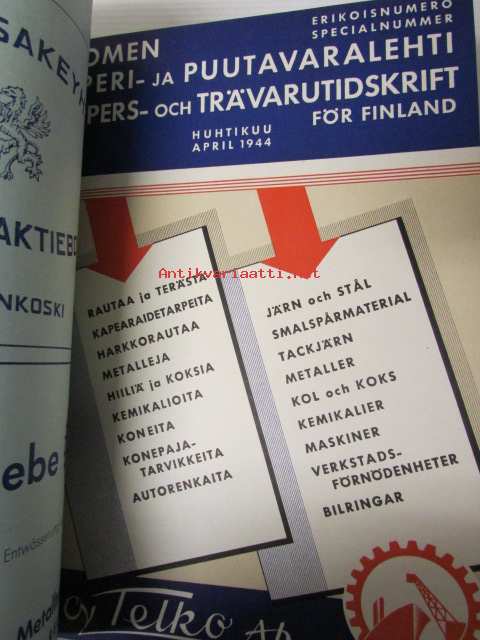 SAKEY
AKTIEB
NKOSKI
ebe
Entwässerun
Metall
ERIKOISNUMERO
SPECIALNUMMER
OMEN
PERI- JA PUUTAVARALEHTI
PERS- OCH TRÄVARUTIDSKRIFT
FÖR FINLAND
HUHTIKUU
APRIL 1944
Antikvariaatti.net
RAUTAA ja TERÄSTÄ
KAPEARAIDETARPEITA
HARKKORAUTAA
METALLEJA
HIILIÄ ja KOKSIA
KEMIKALIOITA
KONEITA
KONEPAJA-
TARVIKKEITA
AUTORENKAITA
JÄRN och STÅL
SMALSPÅRMATERIAL
TACKJÄRN
METALLER
KOL och KOKS
KEMIKALIER
MASKINER
VERKSTADS-
FÖRNÖDENHETER
BILRINGAR
Oy Telko Ab